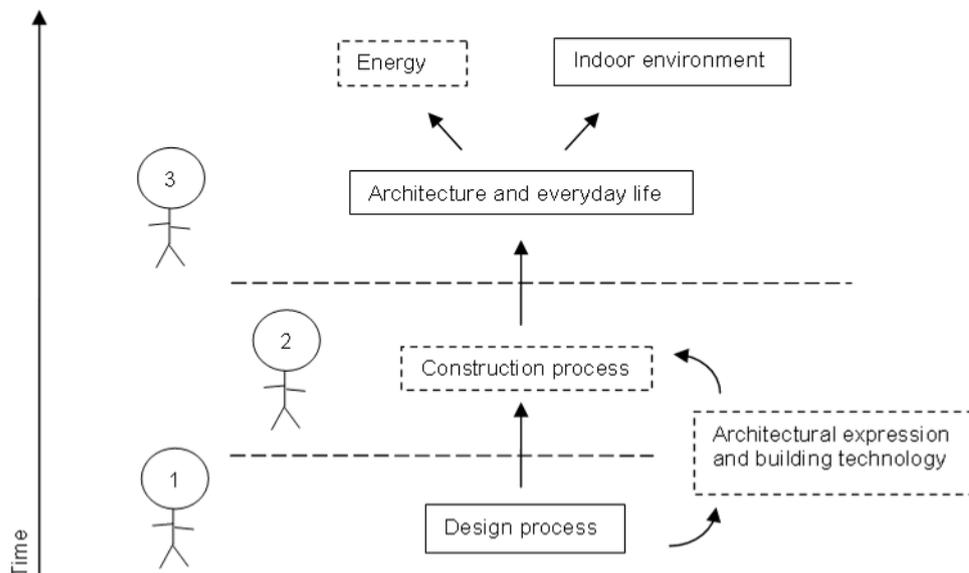 Energy
Indoor environment
3
Architecture and everyday life
2
Construction process
Architectural expression
and building technology
1
Design process
Time